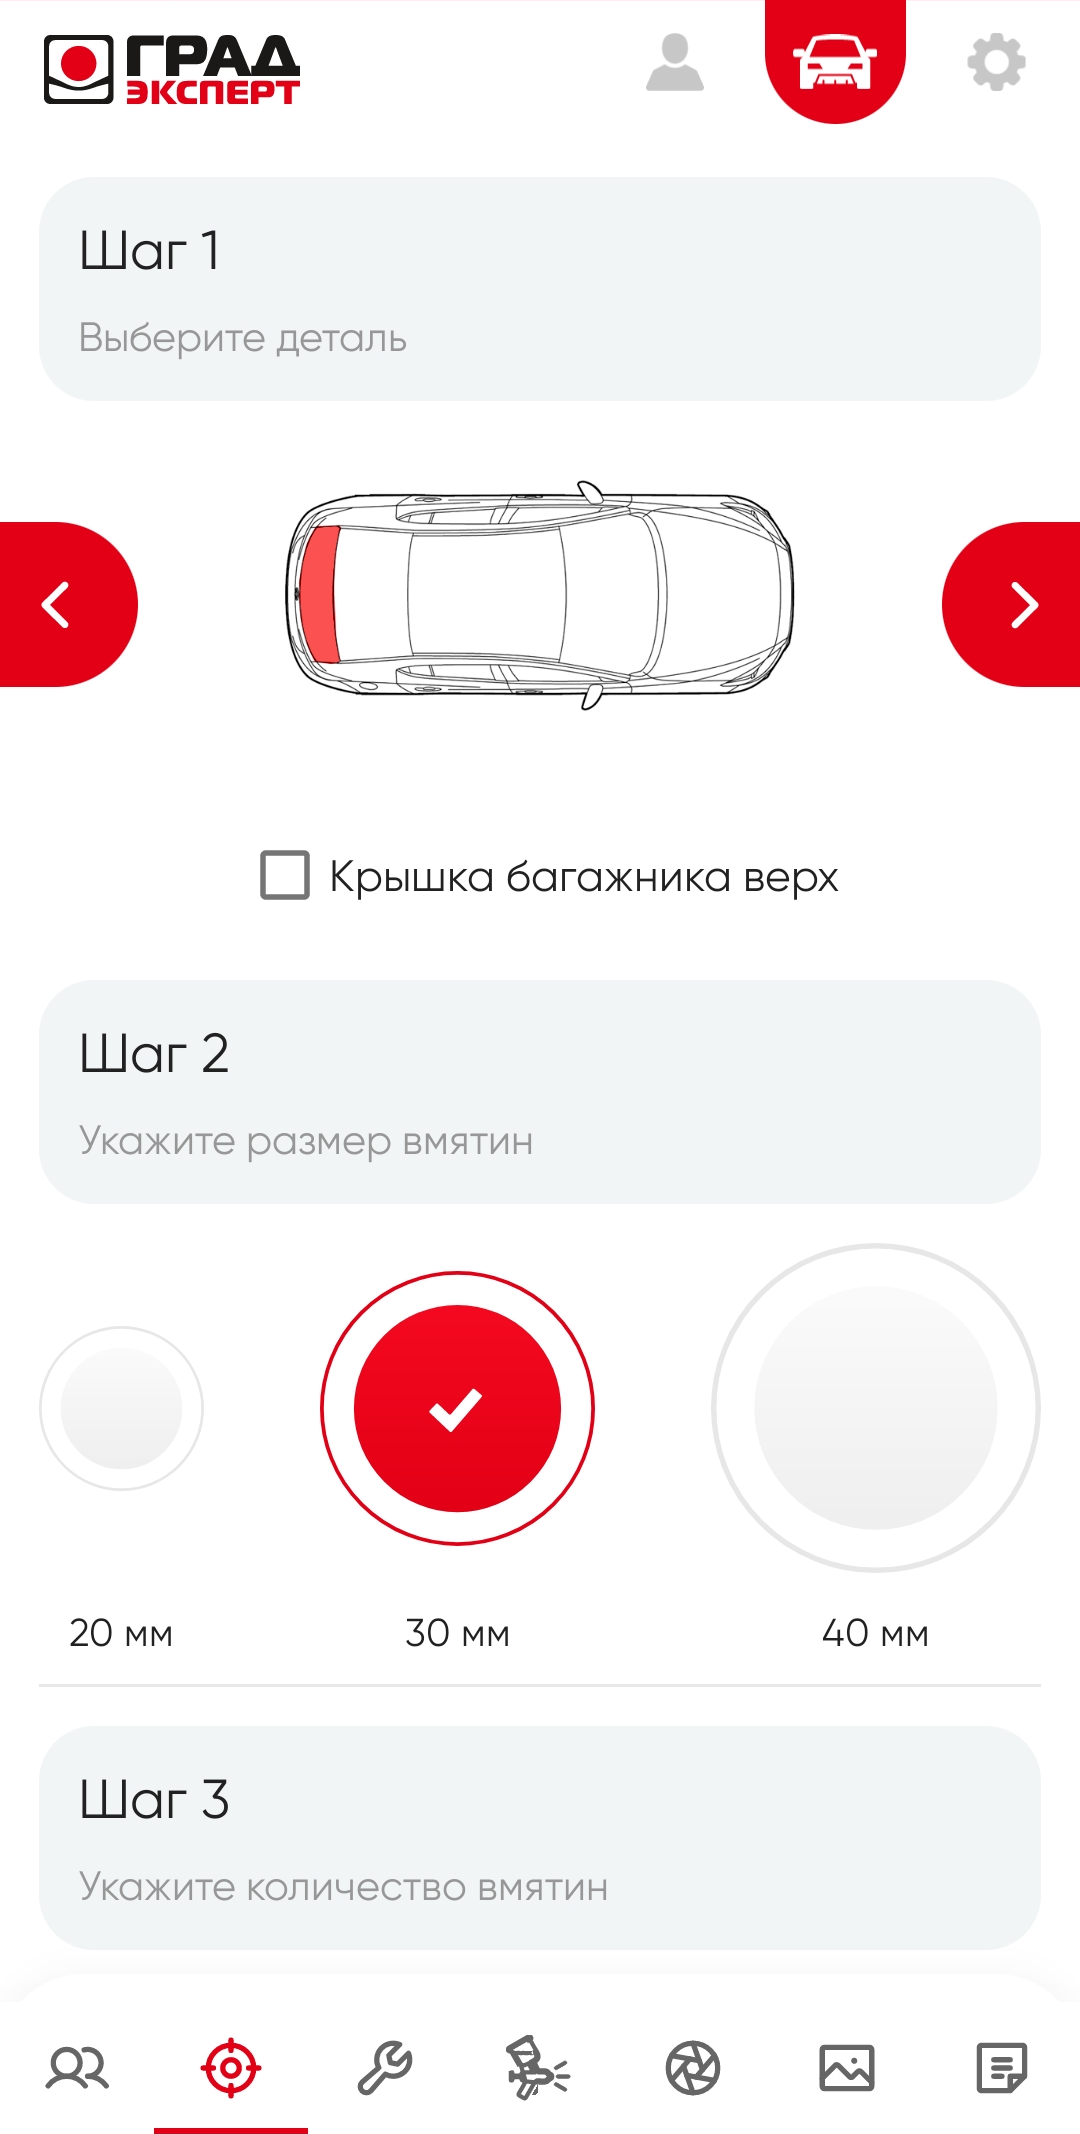 ГРАД
ЭКСПЕРТ
Шаг 1
Выберите деталь
Крышка багажника верх
Шаг 2
Укажите размер вмятин
20 мм
30 мм
40 мм
Шаг 3
Укажите количество вмятин